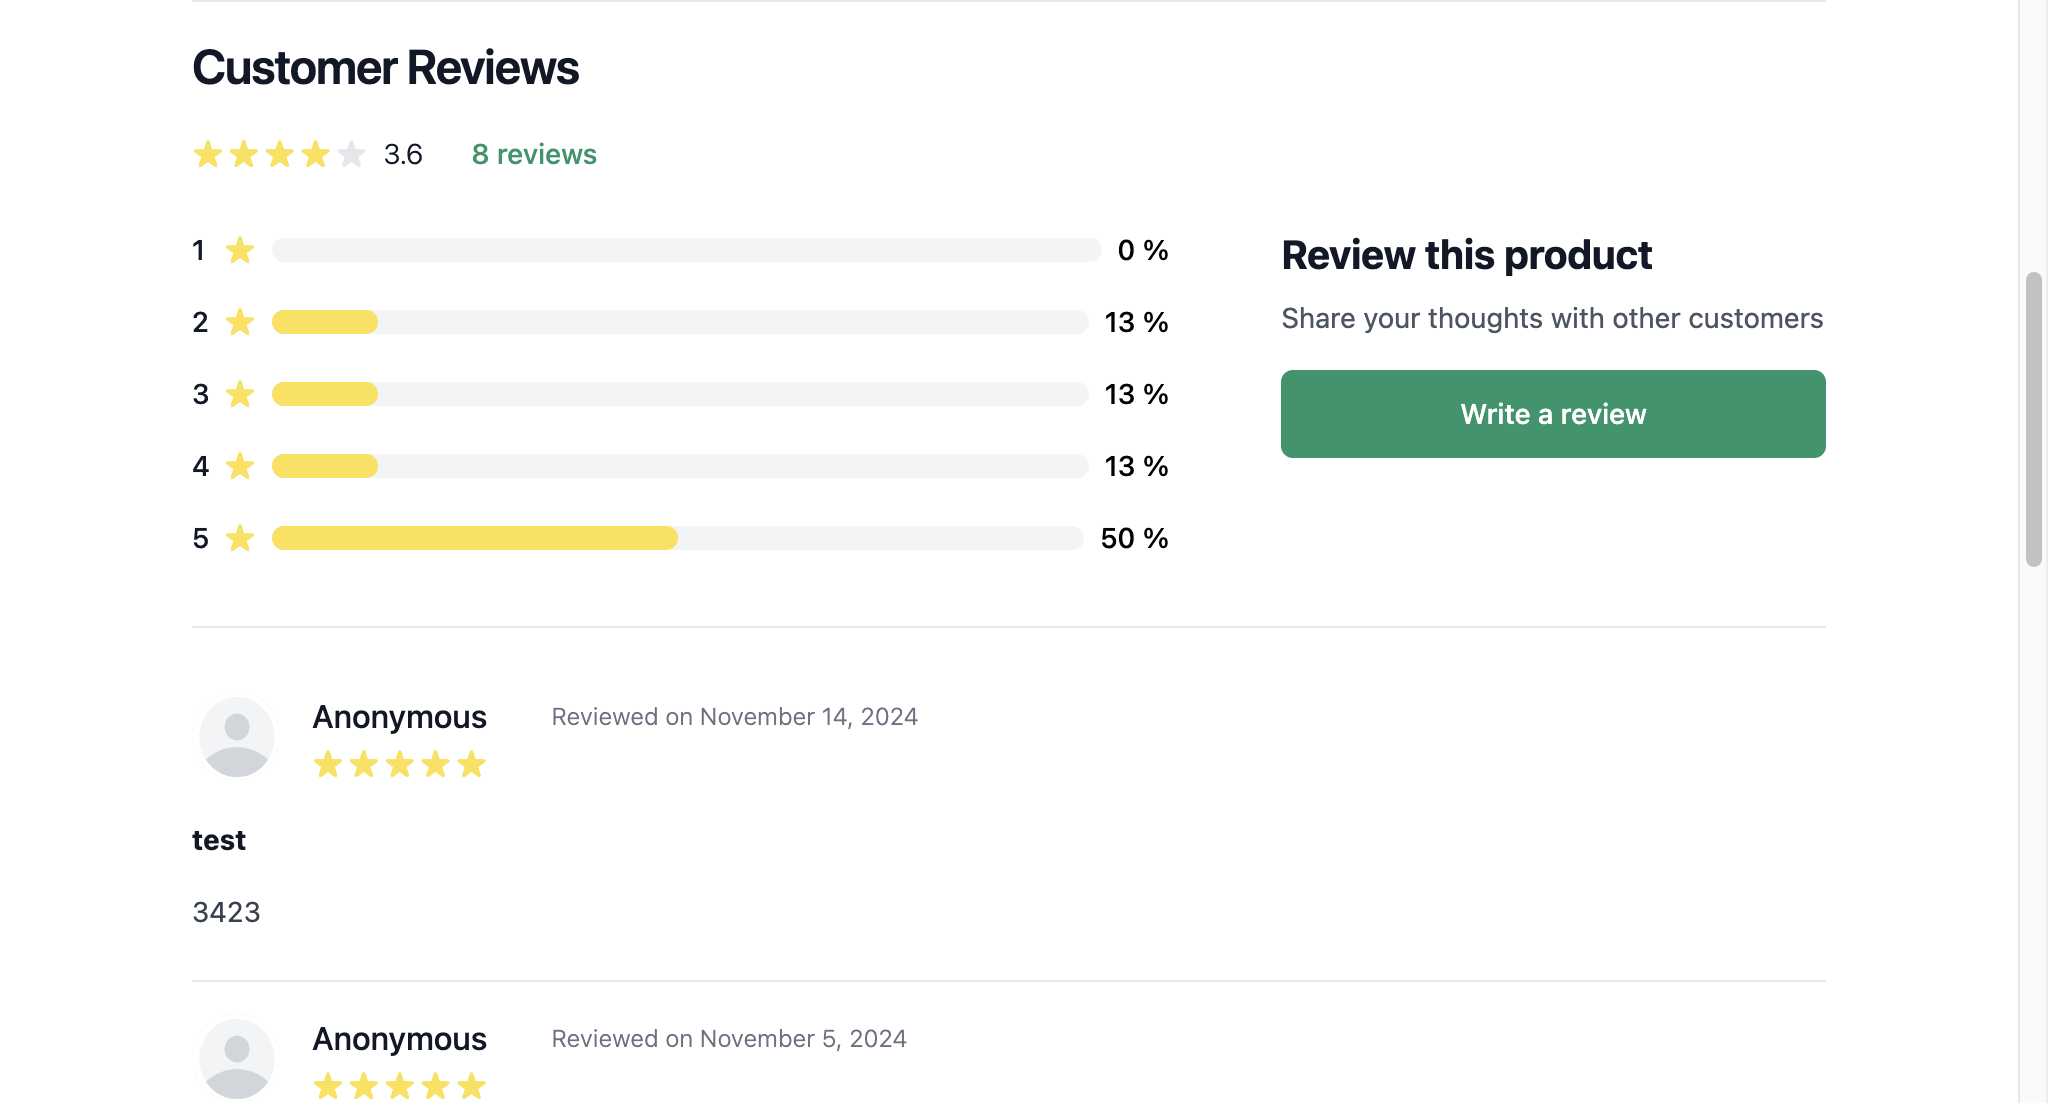 Customer Reviews
3.6 8 reviews
1 0 %
2 13 %
3 13 %
4 13 %
5 50 %
Review this product
Share your thoughts with other customers
Write a review
Anonymous Reviewed on November 14, 2024
test
3423
Anonymous Reviewed on November 5, 2024